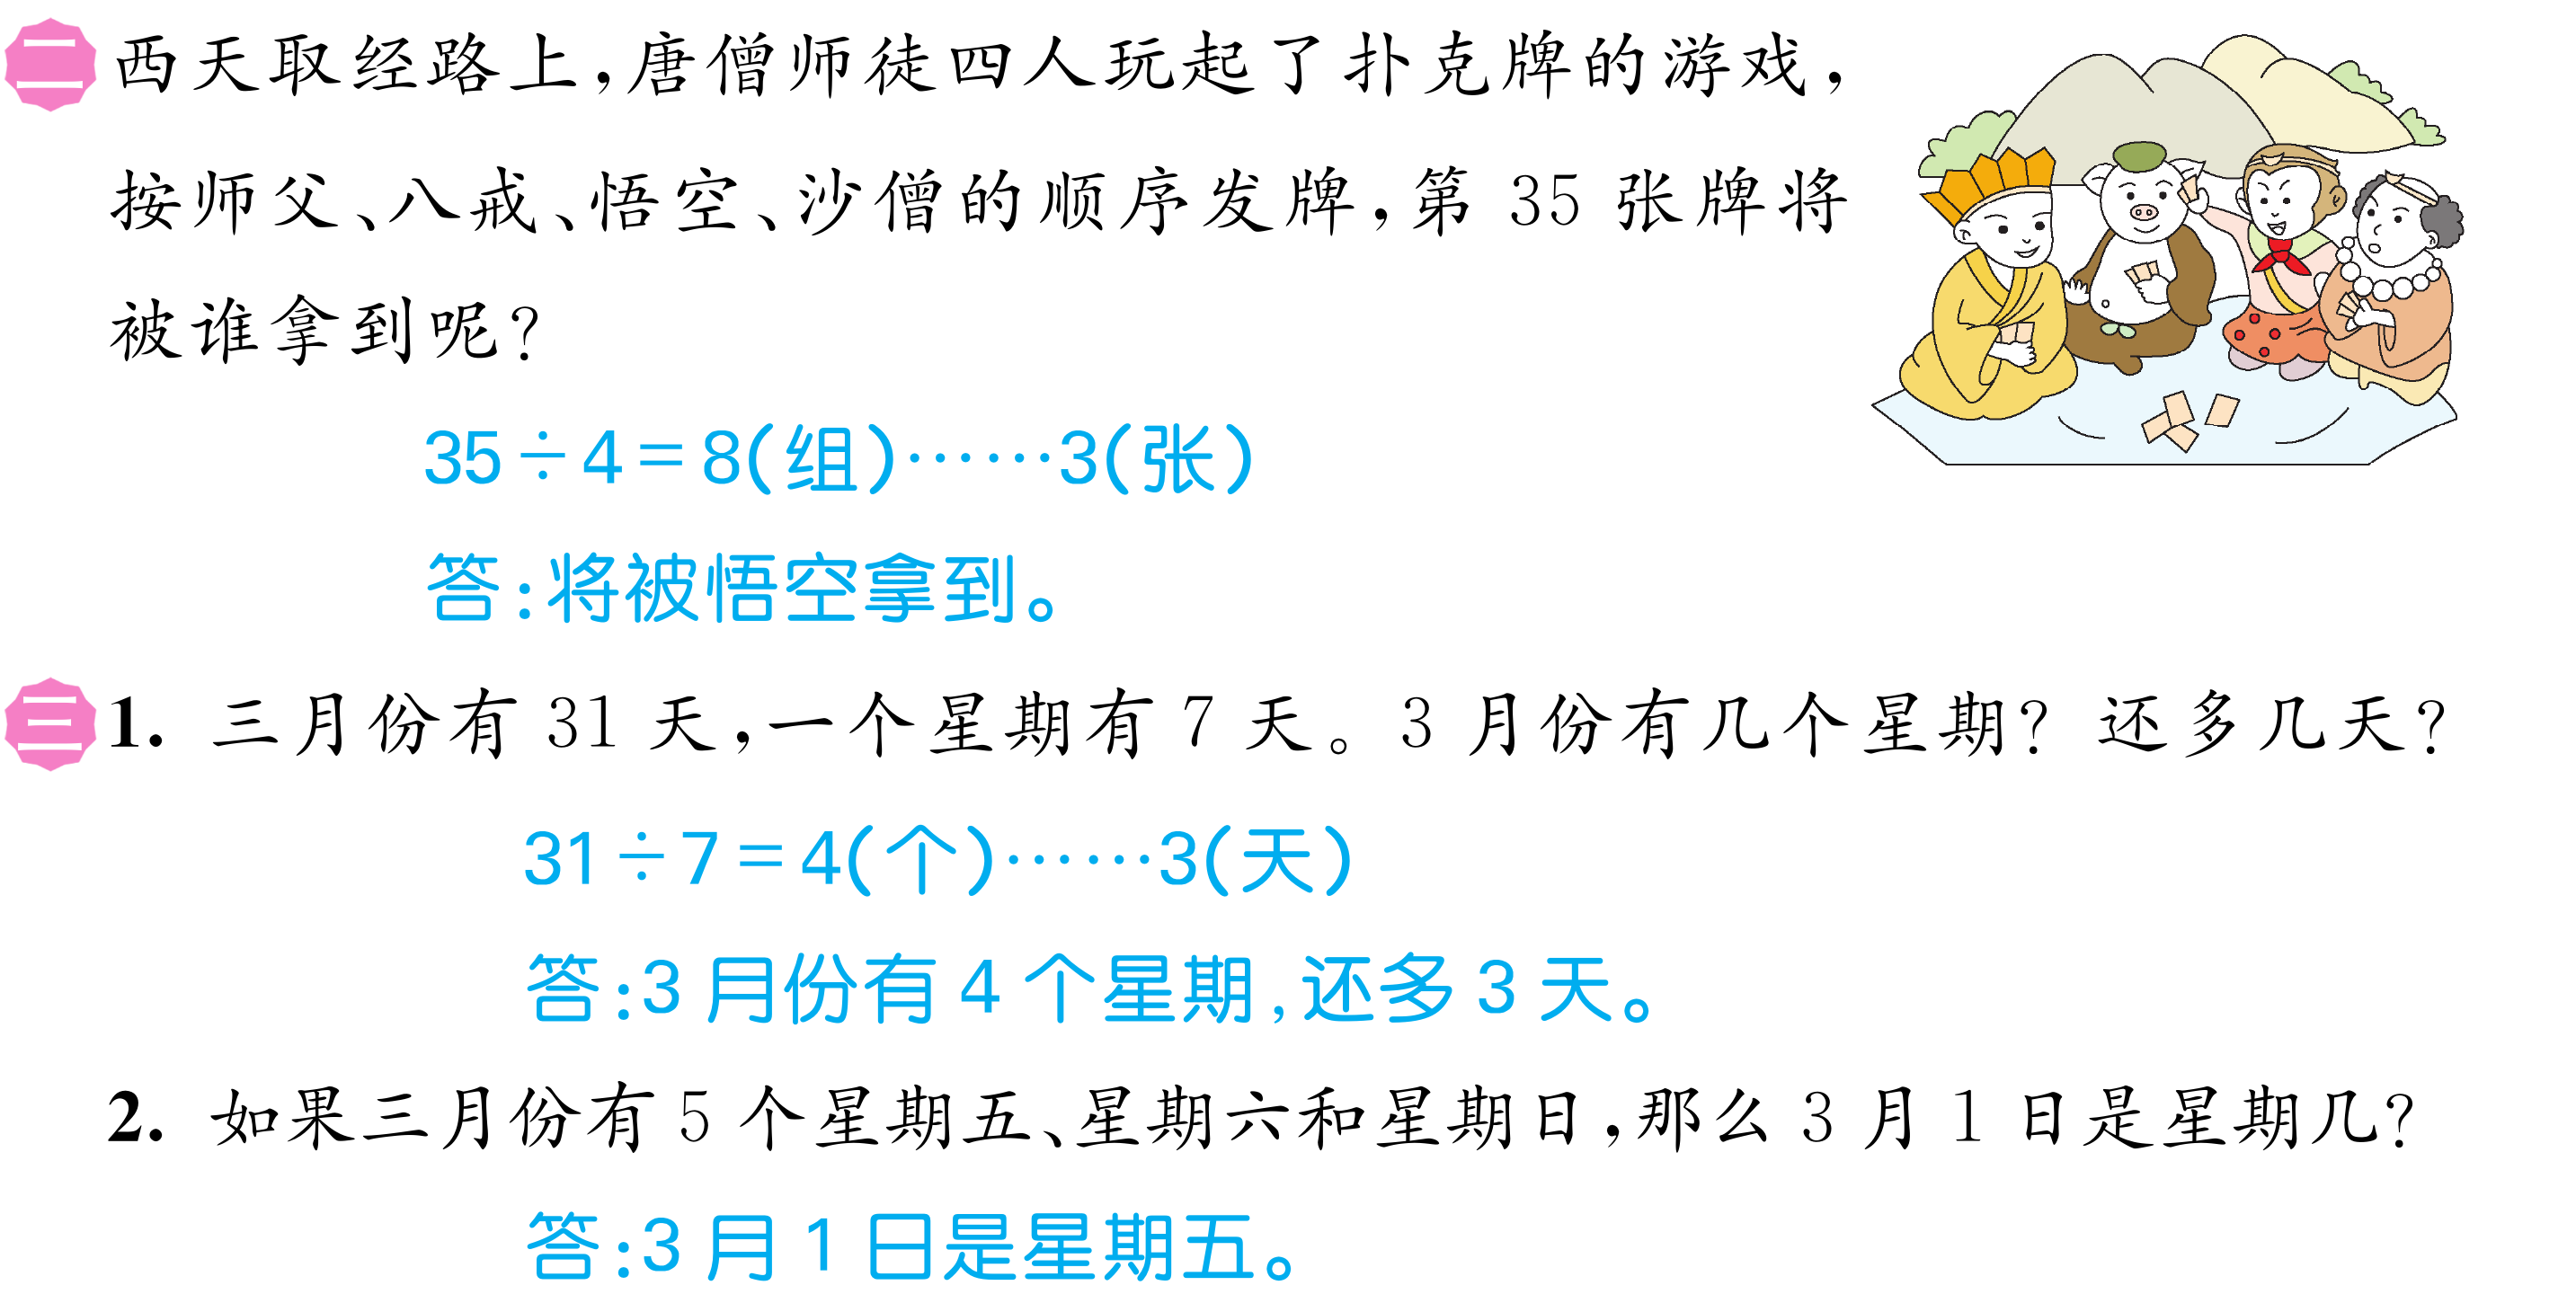 二 西天取经路上,唐僧师徒四人玩起了扑克牌的游戏,
按师父、八戒、悟空、沙僧的顺序发牌,第 35 张牌将
被谁拿到呢?
35÷4=8(组)……3(张)
答:将被悟空拿到。
三 1. 三月份有 31 天,一个星期有 7 天。3 月份有几个星期? 还多几天?
31÷7=4(个)……3(天)
答:3 月份有 4 个星期,还多 3 天。
2. 如果三月份有 5 个星期五、星期六和星期日,那么 3 月 1 日是星期几?
答:3 月 1 日是星期五。